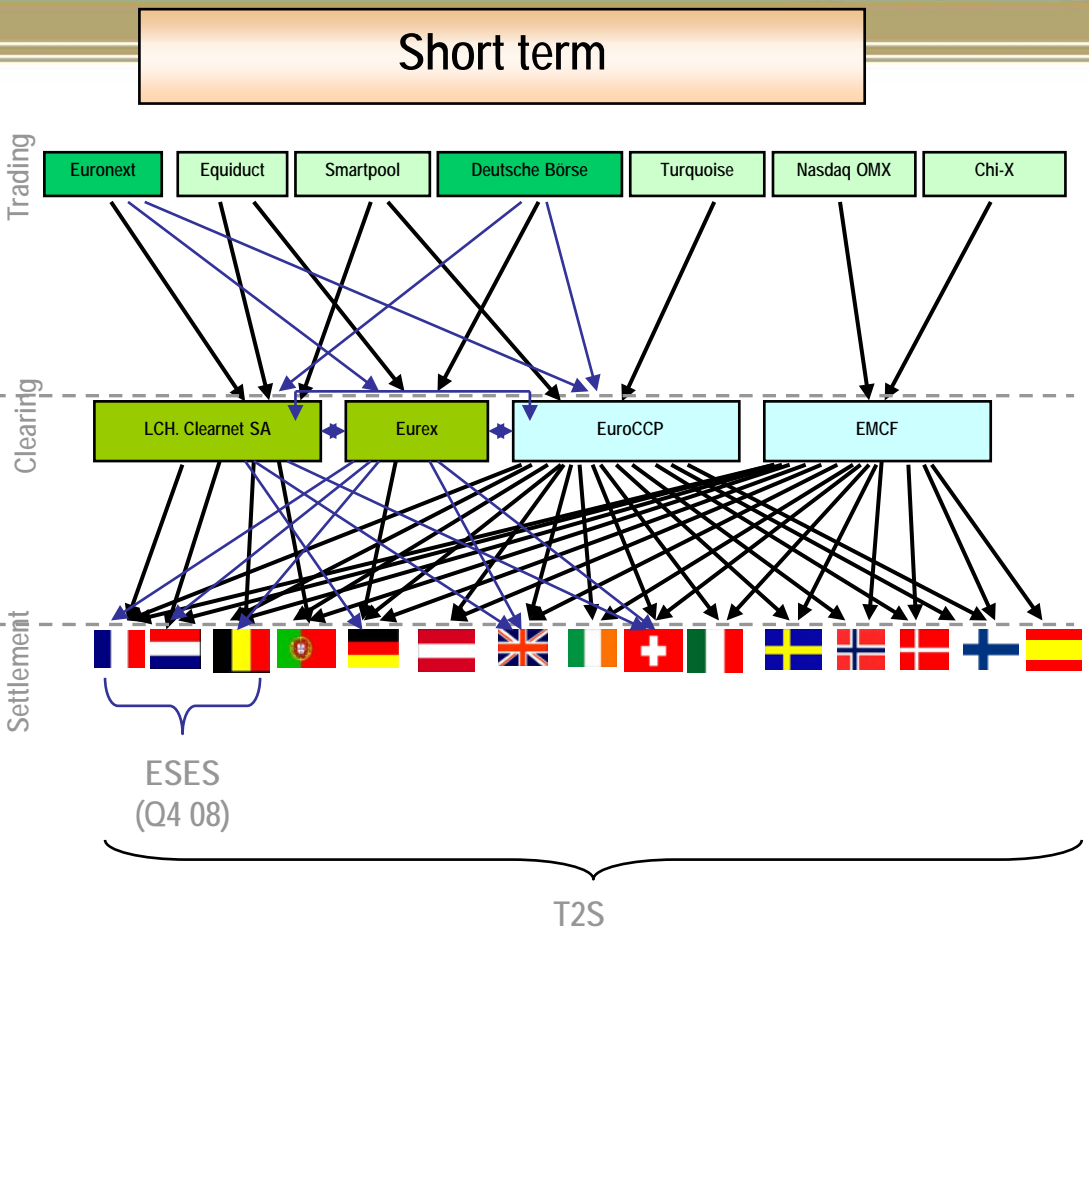 Short term
Trading
Euronext
Equiduct
Smartpool
Deutsche Börse
Turquoise
Nasdaq OMX
Chi-X
Clearing
LCH. Clearnet SA
Eurex
EuroCCP
EMCF
Settlement
ESES
(Q4 08)
T2S